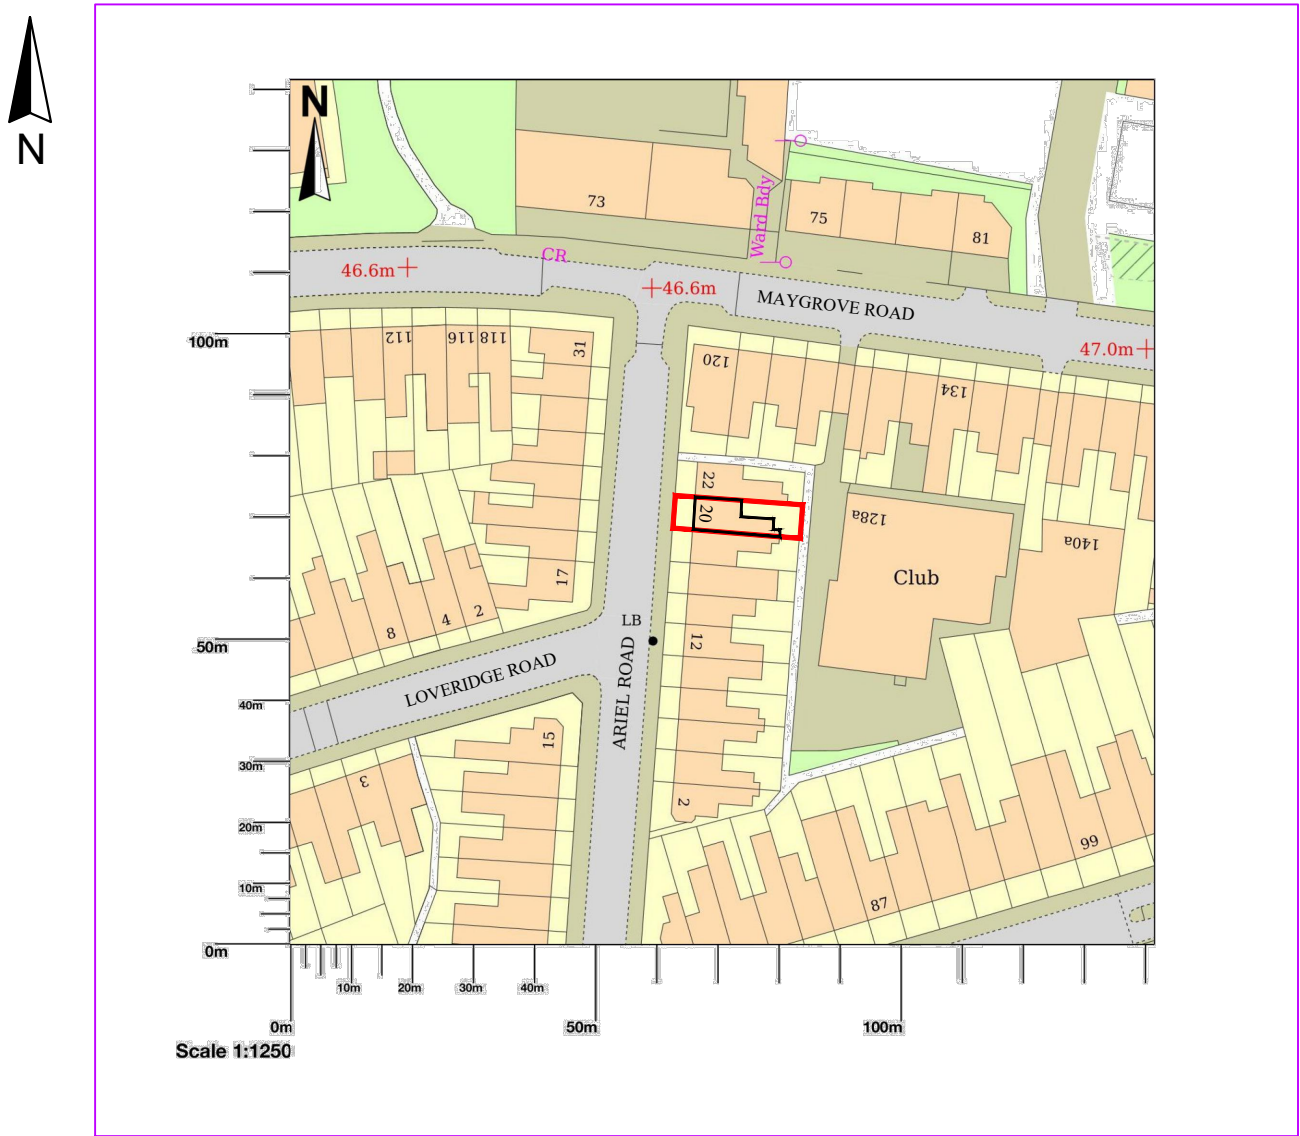 N
N
73
Ward Bdy
75
81
CR
46.6m
46.6m
MAYGROVE ROAD
47.0m
100m
112
116
118
31
120
134
22
20
128a
140a
Club
17
LB
12
8
4
2
50m
LOVERIDGE ROAD
ARIEL ROAD
40m
15
30m
3
2
20m
99
10m
87
0m
10m
20m
30m
40m
0m
50m
100m
Scale 1:1250